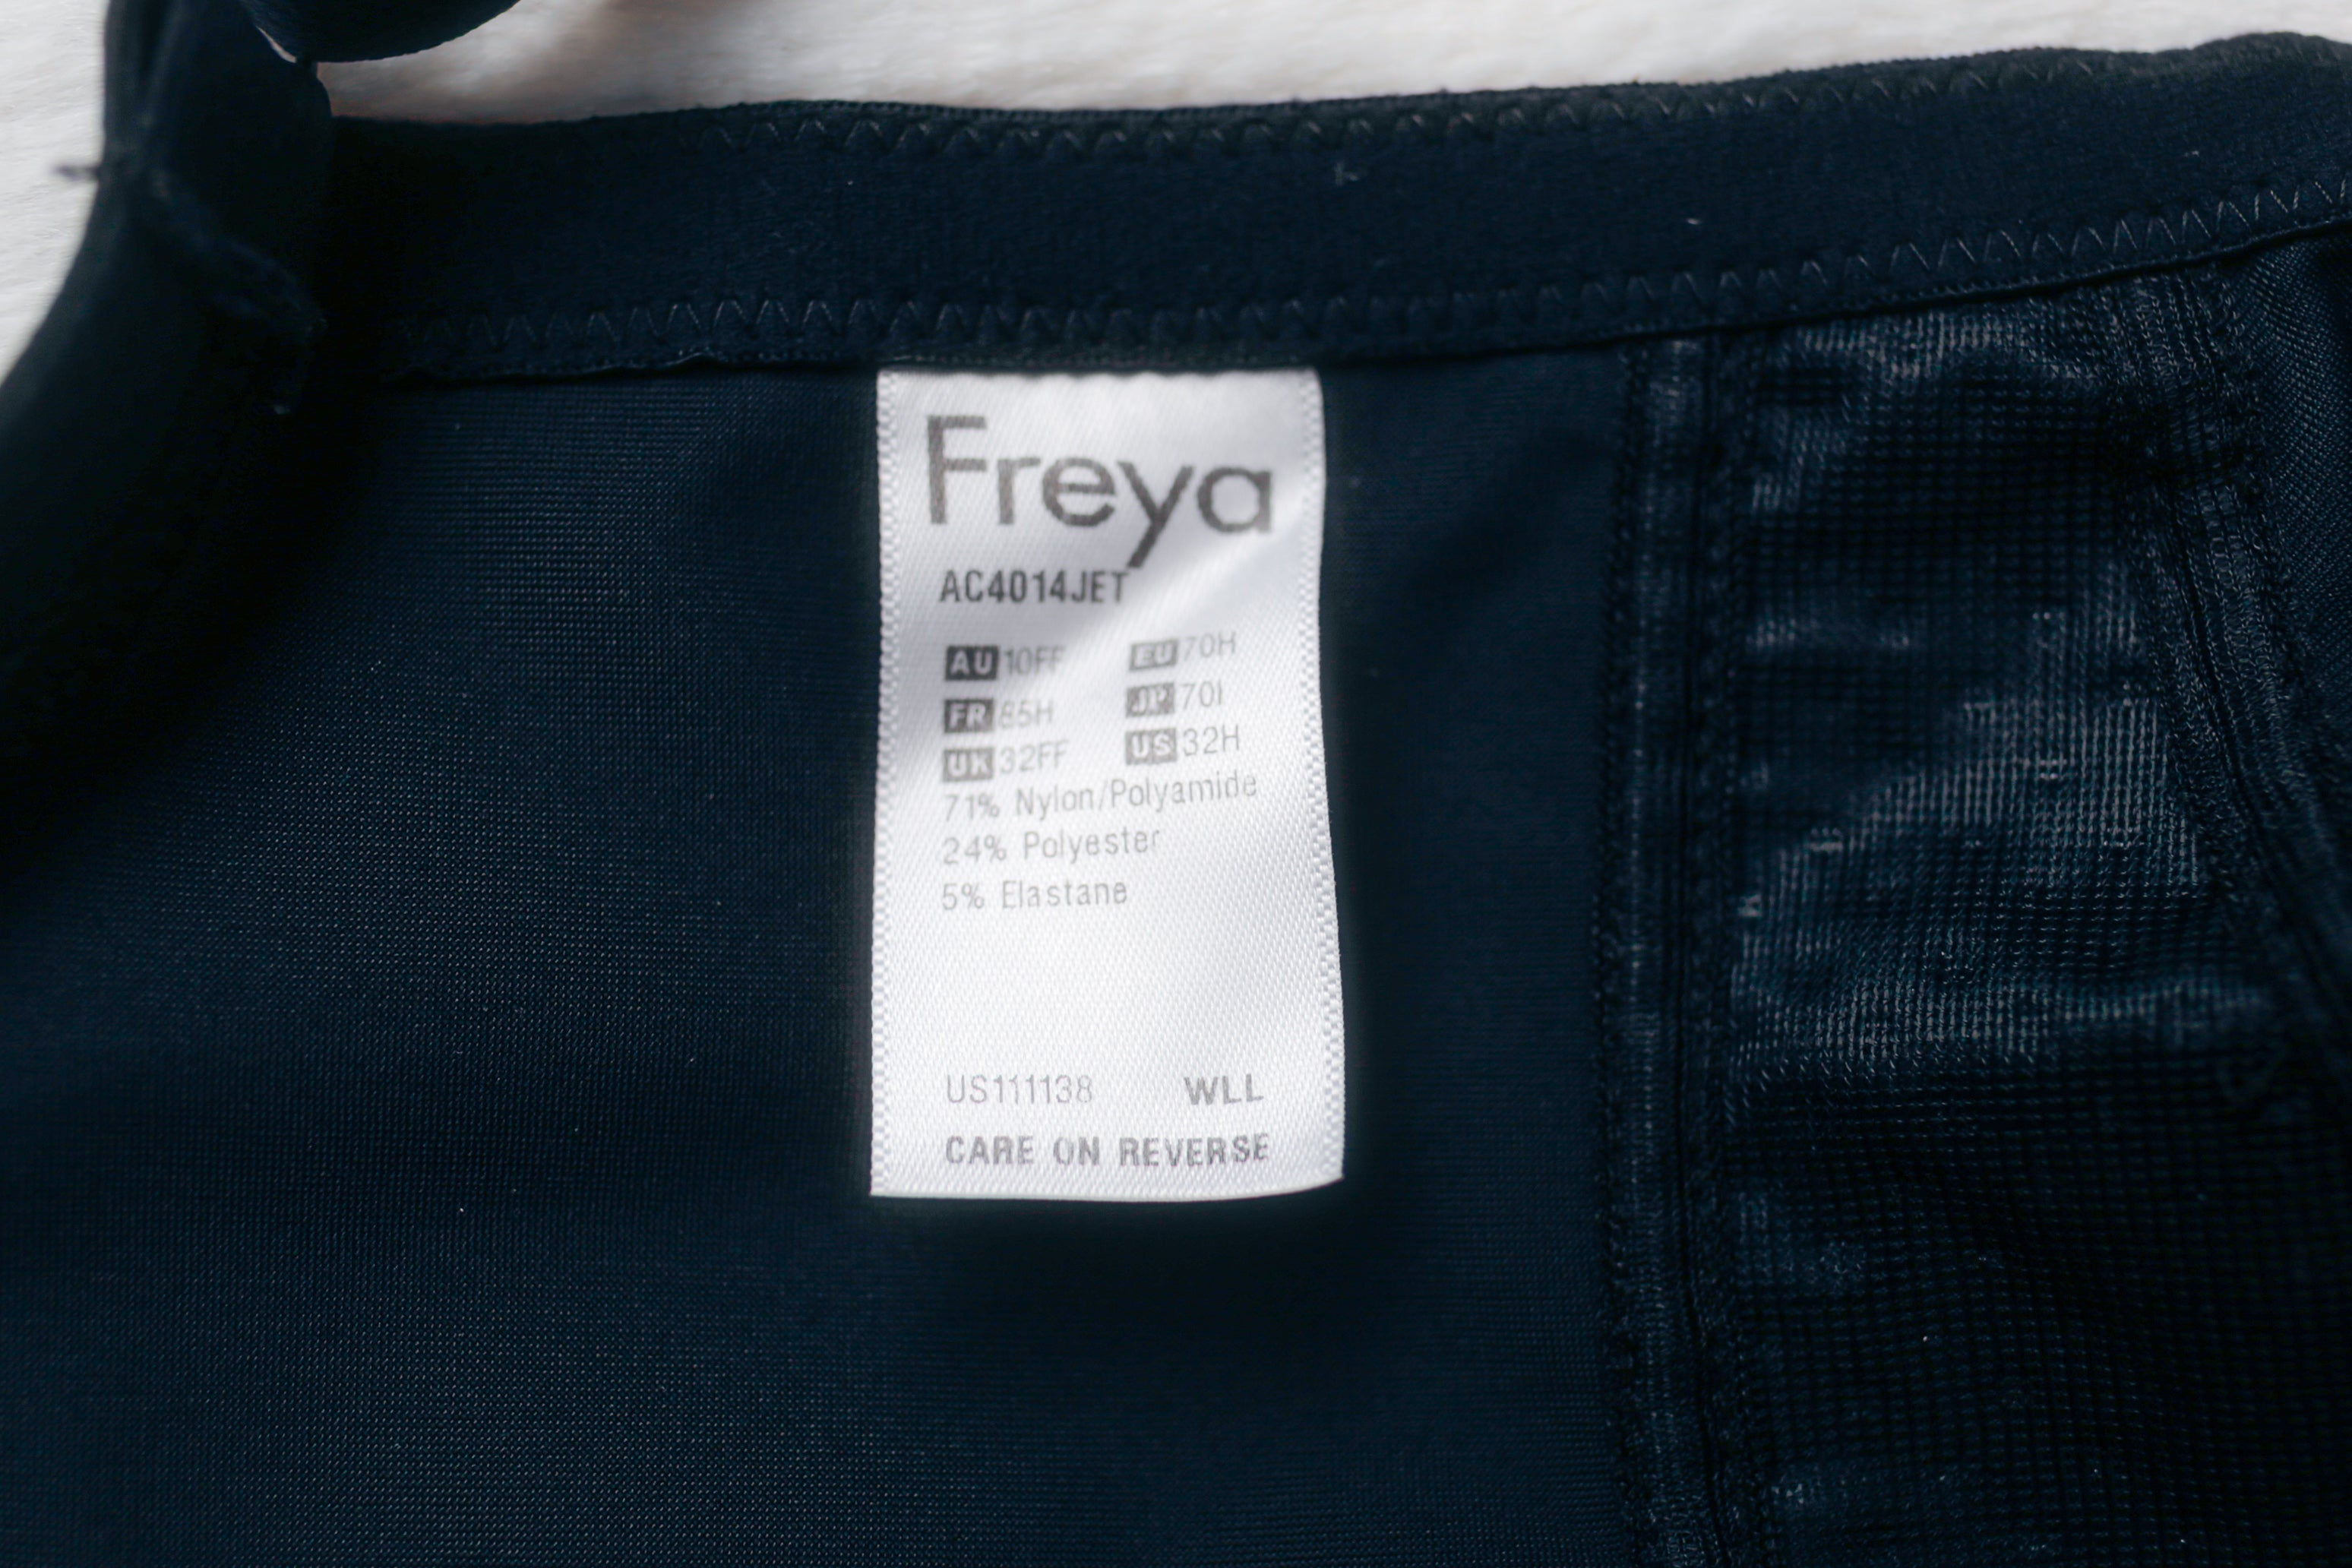 Freya
AC4014JET
AU 10FF EU 70H
FR 85H JP 70I
UK 32FF US 32H
71% Nylon/Polyamide
24% Polyester
5% Elastane
US111138 WLL
CARE ON REVERSE